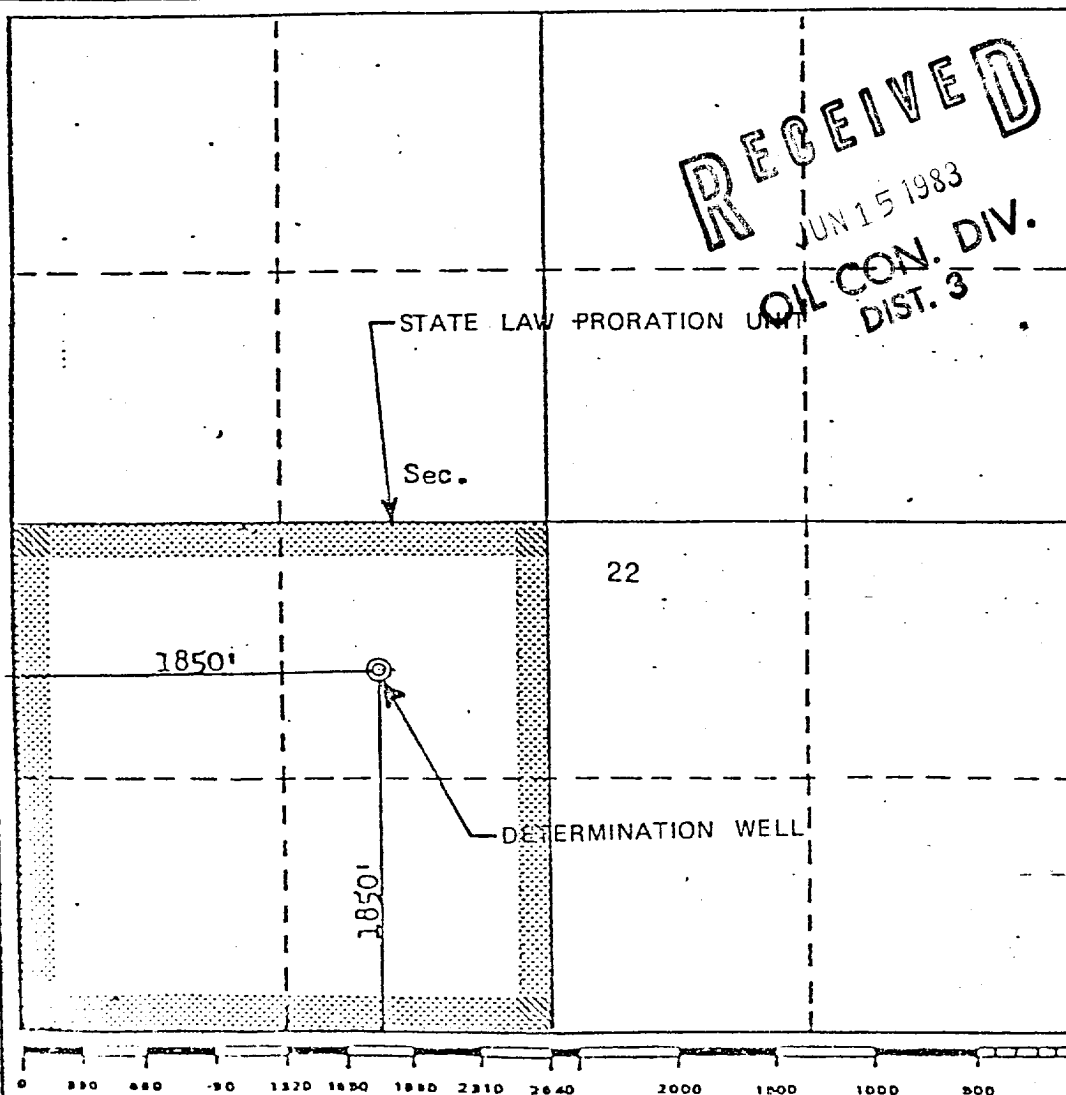 RECEIVED
JUN 15 1983
OIL CON. DIV.
DIST. 3
STATE LAW PRORATION UNIT
Sec.
22
1850'
DETERMINATION WELL
1850'
0 330 660 90 1320 1650 1980 2310 2640 2000 1500 1000 500